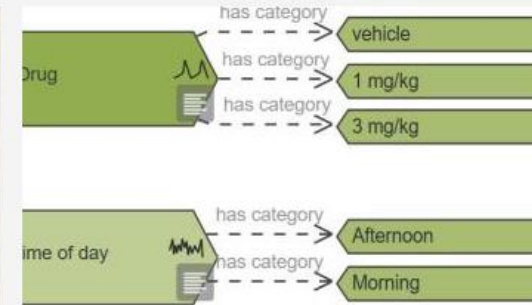 has category
vehicle
Drug
has category
1 mg/kg
has category
3 mg/kg
has category
Afternoon
ime of day
has category
Morning